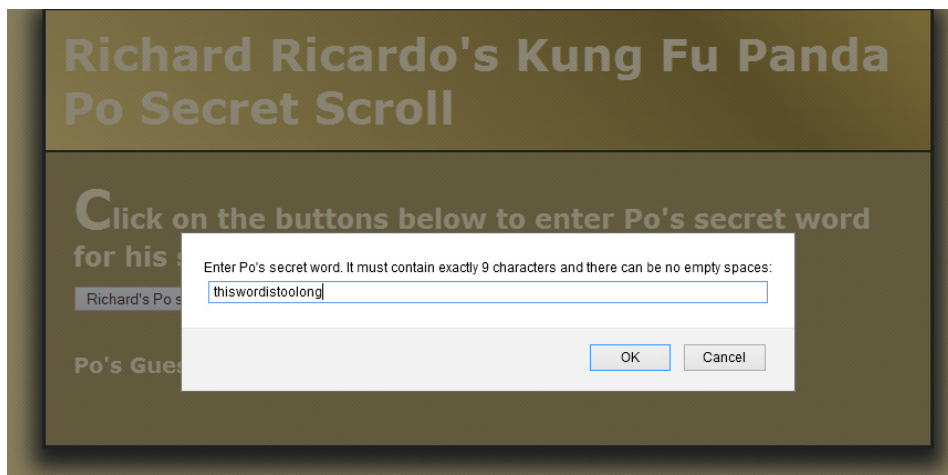 Richard Ricardo's Kung Fu Panda
Po Secret Scroll
Click on the buttons below to enter Po's secret word
for his
Enter Po's secret word. It must contain exactly 9 characters and there can be no empty spaces:
thiswordistoolong
Richard's Po
OK Cancel
Po's